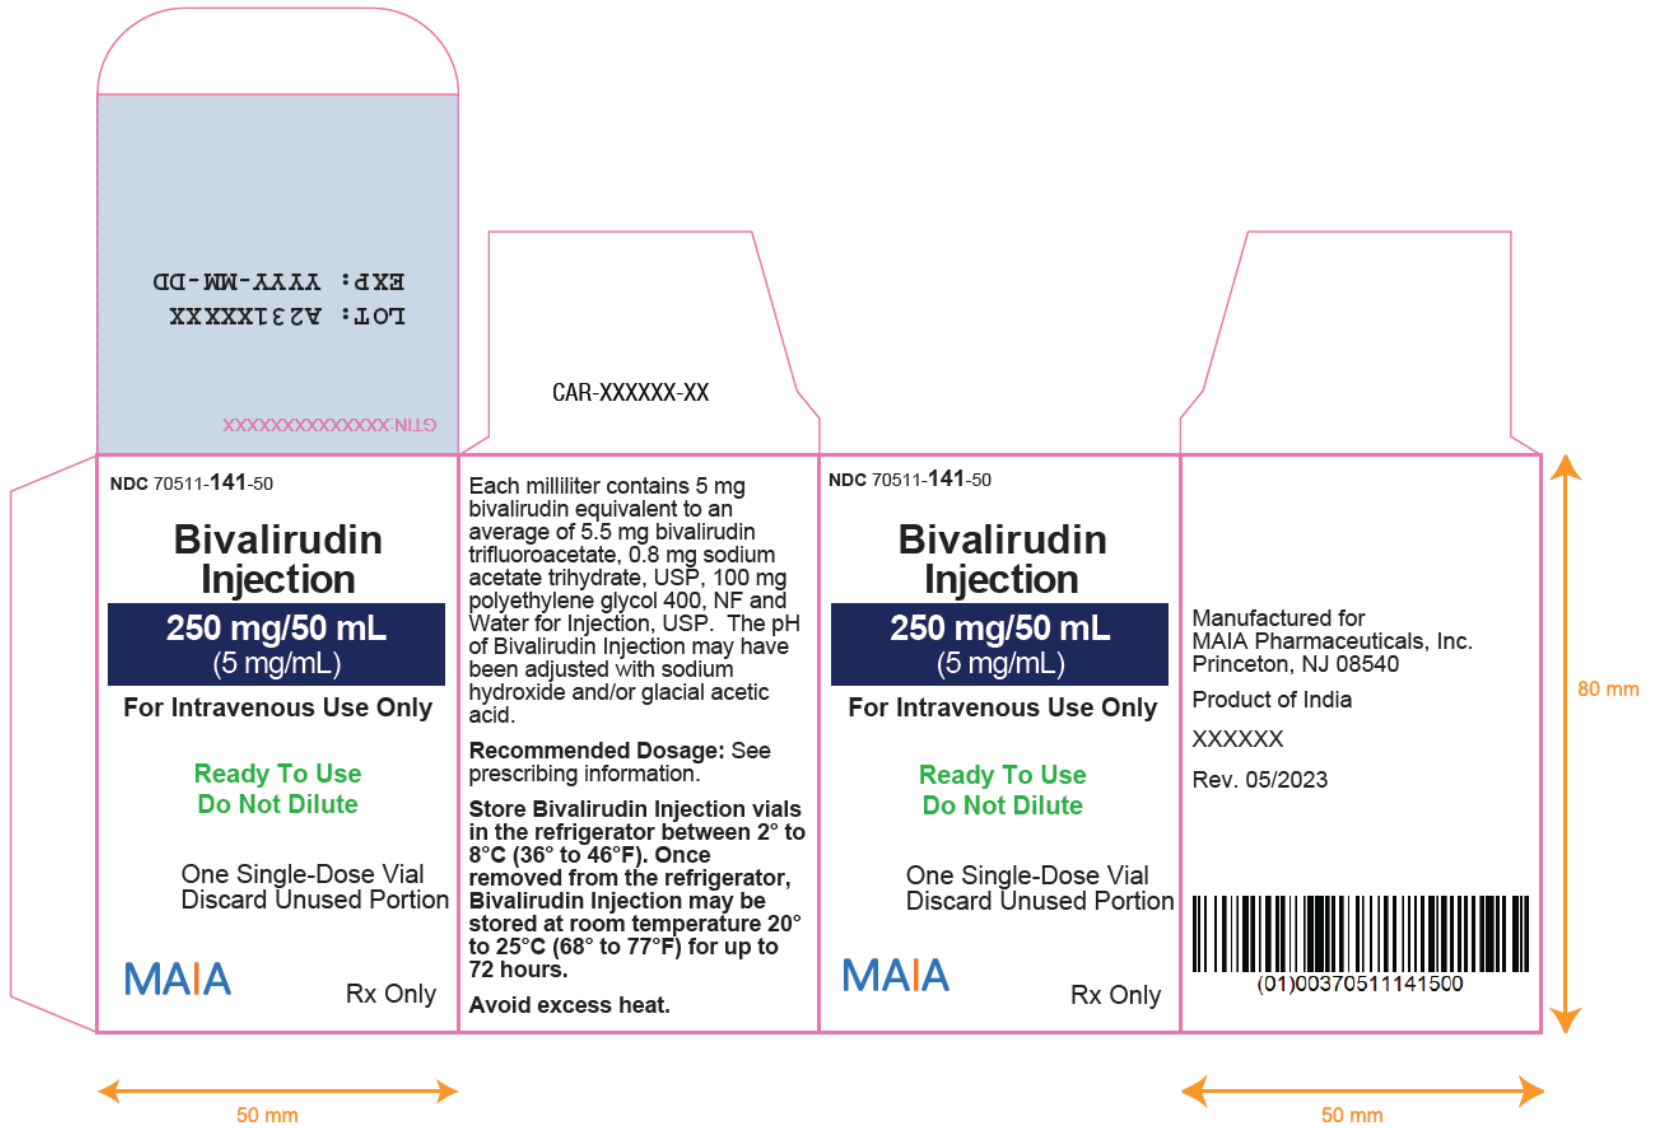 EXP: YYYY-MM-DD
LOT: A231XXXXX
GTIN:XXXXXXXXXXXXXX
CAR-XXXXXX-XX
NDC 70511-141-50
Bivalirudin
Injection
250 mg/50 mL
(5 mg/mL)
For Intravenous Use Only
Ready To Use
Do Not Dilute
One Single-Dose Vial
Discard Unused Portion
MAIA
Rx Only
Each milliliter contains 5 mg
bivalirudin equivalent to an
average of 5.5 mg bivalirudin
trifluoroacetate, 0.8 mg sodium
acetate trihydrate, USP, 100 mg
polyethylene glycol 400, NF and
Water for Injection, USP.  The pH
of Bivalirudin Injection may have
been adjusted with sodium
hydroxide and/or glacial acetic
acid.
Recommended Dosage: See
prescribing information.
Store Bivalirudin Injection vials
in the refrigerator between 2° to
8°C (36° to 46°F). Once
removed from the refrigerator,
Bivalirudin Injection may be
stored at room temperature 20°
to 25°C (68° to 77°F) for up to
72 hours.
Avoid excess heat.
NDC 70511-141-50
Bivalirudin
Injection
250 mg/50 mL
(5 mg/mL)
For Intravenous Use Only
Ready To Use
Do Not Dilute
One Single-Dose Vial
Discard Unused Portion
MAIA
Rx Only
Manufactured for
MAIA Pharmaceuticals, Inc.
Princeton, NJ 08540
Product of India
XXXXXX
Rev. 05/2023
(01)00370511141500
80 mm
50 mm
50 mm